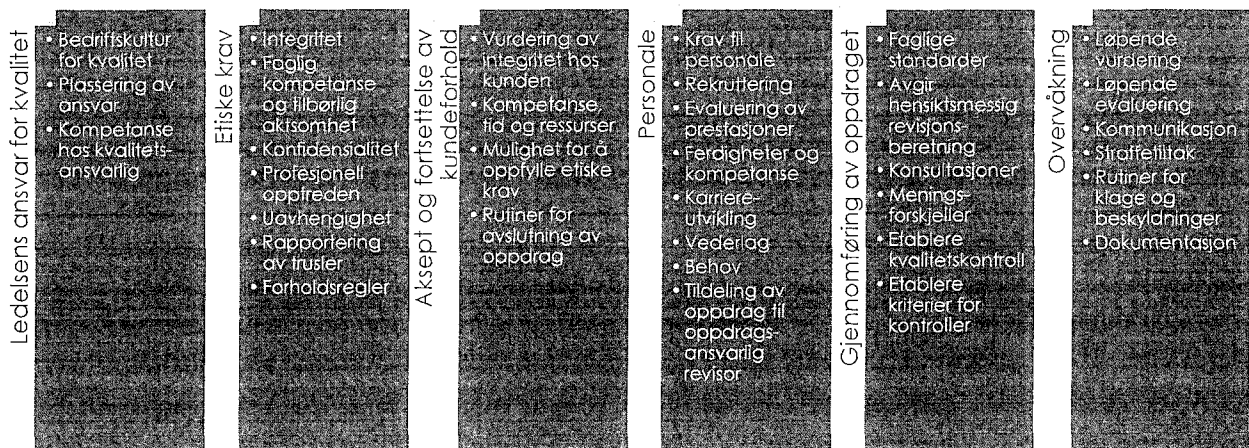 Ledelsens ansvar for kvalitet
• Bedriftskultur
for kvalitet
• Plassering av
ansvar
• Kompetanse
hos kvalitets-
ansvarlig
Etiske krav
• Integritet
• Faglig
kompetanse
og tilbørlig
aktsomhet
• Konfidensialitet
• Profesjonell
opptreden
• Uavhengighet
• Rapportering
av trusler
• Forholdsregler
Aksept og fortsettelse av
kundeforhold
• Vurdering av
integritet hos
kunden
• Kompetanse,
tid og ressurser
• Mulighet for å
oppfylle etiske
krav
• Rutiner for
avslutning av
oppdrag
Personale
• Krav til
personale
• Rekruttering
• Evaluering av
prestasjoner
• Ferdigheter og
kompetanse
• Karriere-
utvikling
• Vederlag
• Behov
• Tildeling av
oppdrag til
oppdrags-
ansvarlig
revisor
Gjennomføring av oppdraget
• Faglige
standarder
• Avgir
hensiktsmessig
revisjons-
beretning
• Konsultasjoner
• Menings-
forskjeller
• Etablere
kvalitetskontroll
• Etablere
kriterier for
kontroller
Overvåkning
• Løpende
vurdering
• Løpende
evaluering
• Kommunikasjon
• Straffetiltak
• Rutiner for
klage og
beskyldninger
• Dokumentasjon